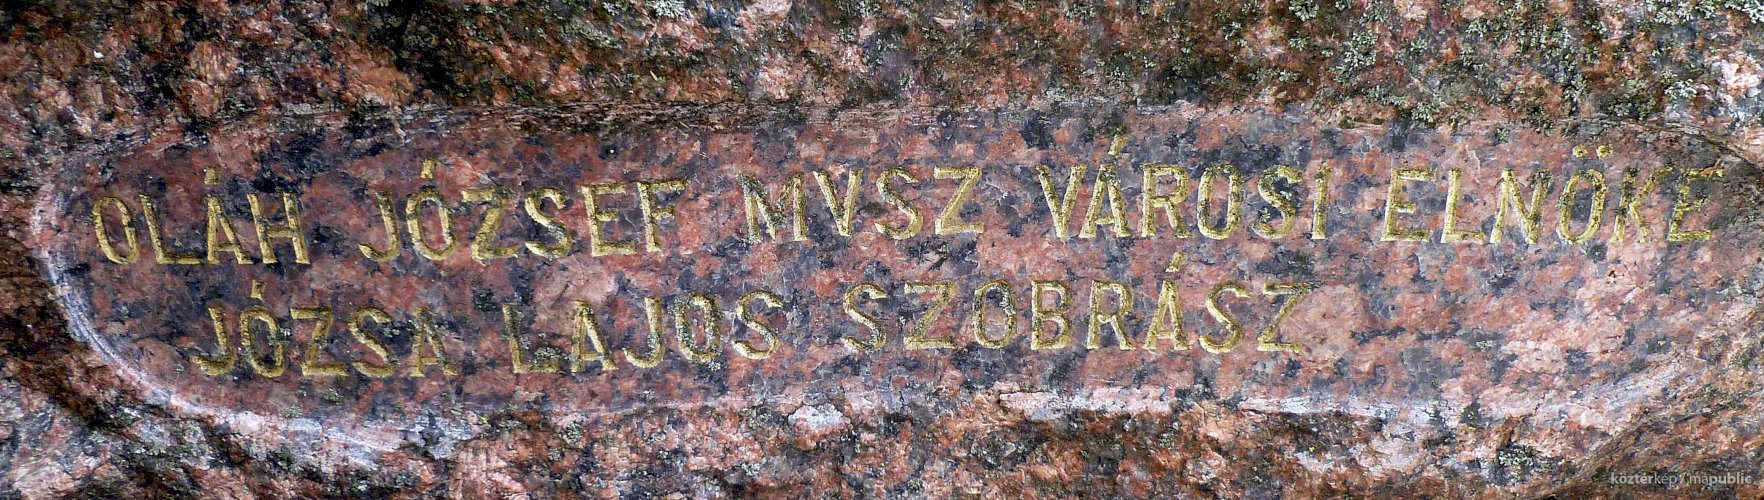 OLÁH JÓZSEF MVSZ VÁROSI ELNÖKE
JÓZSA LAJOS SZOBRÁSZ
köztérkép / mapublic